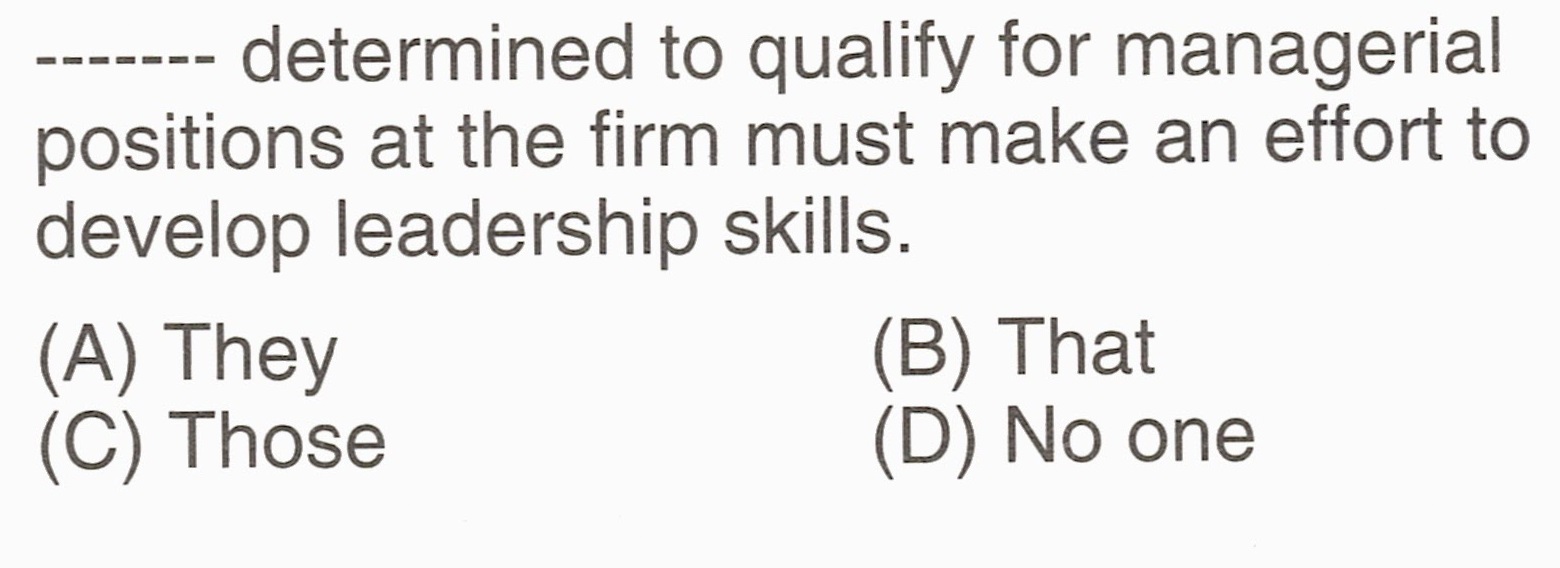 ------- determined to qualify for managerial
positions at the firm must make an effort to
develop leadership skills.
(A) They (B) That
(C) Those (D) No one